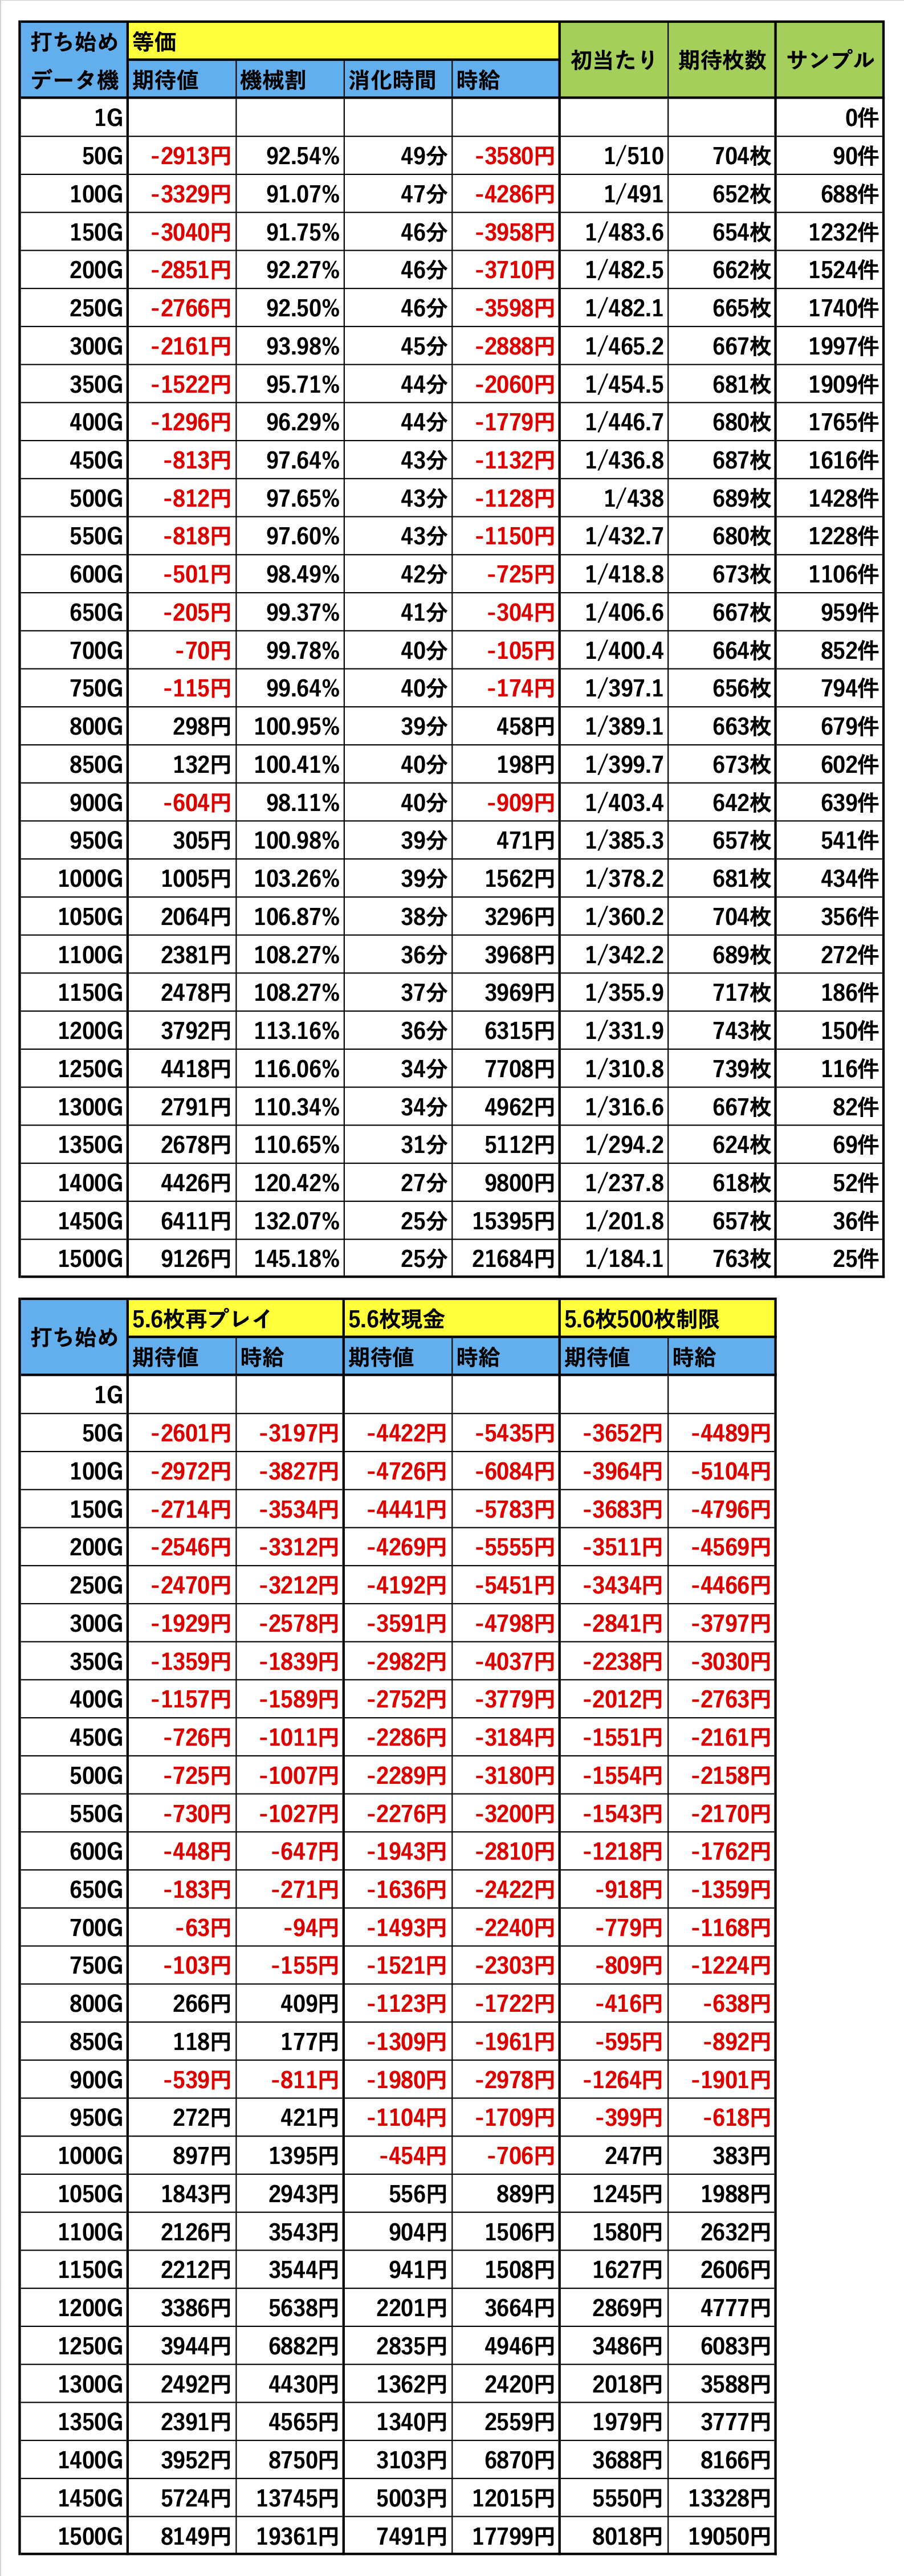 打ち始め 等価 初当たり 期待枚数 サンプル
データ機 期待値 機械割 消化時間 時給
1G 0件
50G -2913円 92.54% 49分 -3580円 1/510 704枚 90件
100G -3329円 91.07% 47分 -4286円 1/491 652枚 688件
150G -3040円 91.75% 46分 -3958円 1/483.6 654枚 1232件
200G -2851円 92.27% 46分 -3710円 1/482.5 662枚 1524件
250G -2766円 92.50% 46分 -3598円 1/482.1 665枚 1740件
300G -2161円 93.98% 45分 -2888円 1/465.2 667枚 1997件
350G -1522円 95.71% 44分 -2060円 1/454.5 681枚 1909件
400G -1296円 96.29% 44分 -1779円 1/446.7 680枚 1765件
450G -813円 97.64% 43分 -1132円 1/436.8 687枚 1616件
500G -812円 97.65% 43分 -1128円 1/438 689枚 1428件
550G -818円 97.60% 43分 -1150円 1/432.7 680枚 1228件
600G -501円 98.49% 42分 -725円 1/418.8 673枚 1106件
650G -205円 99.37% 41分 -304円 1/406.6 667枚 959件
700G -70円 99.78% 40分 -105円 1/400.4 664枚 852件
750G -115円 99.64% 40分 -174円 1/397.1 656枚 794件
800G 298円 100.95% 39分 458円 1/389.1 663枚 679件
850G 132円 100.41% 40分 198円 1/399.7 673枚 602件
900G -604円 98.11% 40分 -909円 1/403.4 642枚 639件
950G 305円 100.98% 39分 471円 1/385.3 657枚 541件
1000G 1005円 103.26% 39分 1562円 1/378.2 681枚 434件
1050G 2064円 106.87% 38分 3296円 1/360.2 704枚 356件
1100G 2381円 108.27% 36分 3968円 1/342.2 689枚 272件
1150G 2478円 108.27% 37分 3969円 1/355.9 717枚 186件
1200G 3792円 113.16% 36分 6315円 1/331.9 743枚 150件
1250G 4418円 116.06% 34分 7708円 1/310.8 739枚 116件
1300G 2791円 110.34% 34分 4962円 1/316.6 667枚 82件
1350G 2678円 110.65% 31分 5112円 1/294.2 624枚 69件
1400G 4426円 120.42% 27分 9800円 1/237.8 618枚 52件
1450G 6411円 132.07% 25分 15395円 1/201.8 657枚 36件
1500G 9126円 145.18% 25分 21684円 1/184.1 763枚 25件
打ち始め 5.6枚再プレイ 5.6枚現金 5.6枚500枚制限
期待値 時給 期待値 時給 期待値 時給
1G
50G -2601円 -3197円 -4422円 -5435円 -3652円 -4489円
100G -2972円 -3827円 -4726円 -6084円 -3964円 -5104円
150G -2714円 -3534円 -4441円 -5783円 -3683円 -4796円
200G -2546円 -3312円 -4269円 -5555円 -3511円 -4569円
250G -2470円 -3212円 -4192円 -5451円 -3434円 -4466円
300G -1929円 -2578円 -3591円 -4798円 -2841円 -3797円
350G -1359円 -1839円 -2982円 -4037円 -2238円 -3030円
400G -1157円 -1589円 -2752円 -3779円 -2012円 -2763円
450G -726円 -1011円 -2286円 -3184円 -1551円 -2161円
500G -725円 -1007円 -2289円 -3180円 -1554円 -2158円
550G -730円 -1027円 -2276円 -3200円 -1543円 -2170円
600G -448円 -647円 -1943円 -2810円 -1218円 -1762円
650G -183円 -271円 -1636円 -2422円 -918円 -1359円
700G -63円 -94円 -1493円 -2240円 -779円 -1168円
750G -103円 -155円 -1521円 -2303円 -809円 -1224円
800G 266円 409円 -1123円 -1722円 -416円 -638円
850G 118円 177円 -1309円 -1961円 -595円 -892円
900G -539円 -811円 -1980円 -2978円 -1264円 -1901円
950G 272円 421円 -1104円 -1709円 -399円 -618円
1000G 897円 1395円 -454円 -706円 247円 383円
1050G 1843円 2943円 556円 889円 1245円 1988円
1100G 2126円 3543円 904円 1506円 1580円 2632円
1150G 2212円 3544円 941円 1508円 1627円 2606円
1200G 3386円 5638円 2201円 3664円 2869円 4777円
1250G 3944円 6882円 2835円 4946円 3486円 6083円
1300G 2492円 4430円 1362円 2420円 2018円 3588円
1350G 2391円 4565円 1340円 2559円 1979円 3777円
1400G 3952円 8750円 3103円 6870円 3688円 8166円
1450G 5724円 13745円 5003円 12015円 5550円 13328円
1500G 8149円 19361円 7491円 17799円 8018円 19050円